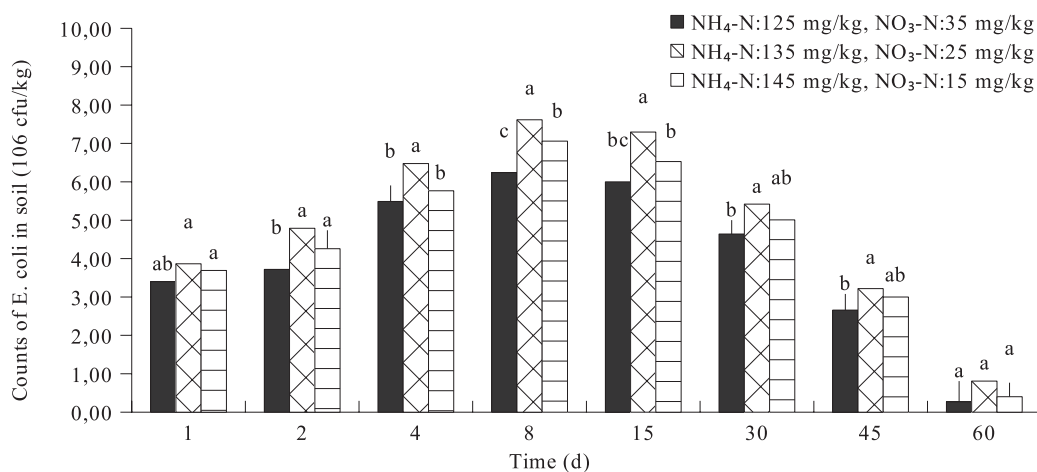 NH₄-N:125 mg/kg, NO₃-N:35 mg/kg
NH₄-N:135 mg/kg, NO₃-N:25 mg/kg
NH₄-N:145 mg/kg, NO₃-N:15 mg/kg
Counts of E. coli in soil (106 cfu/kg)
10,00
9,00
8,00
7,00
6,00
5,00
4,00
3,00
2,00
1,00
0,00
ab a a
b a a
b a b
c a b
bc a b
b a ab
b a ab
a a a
1 2 4 8 15 30 45 60
Time (d)